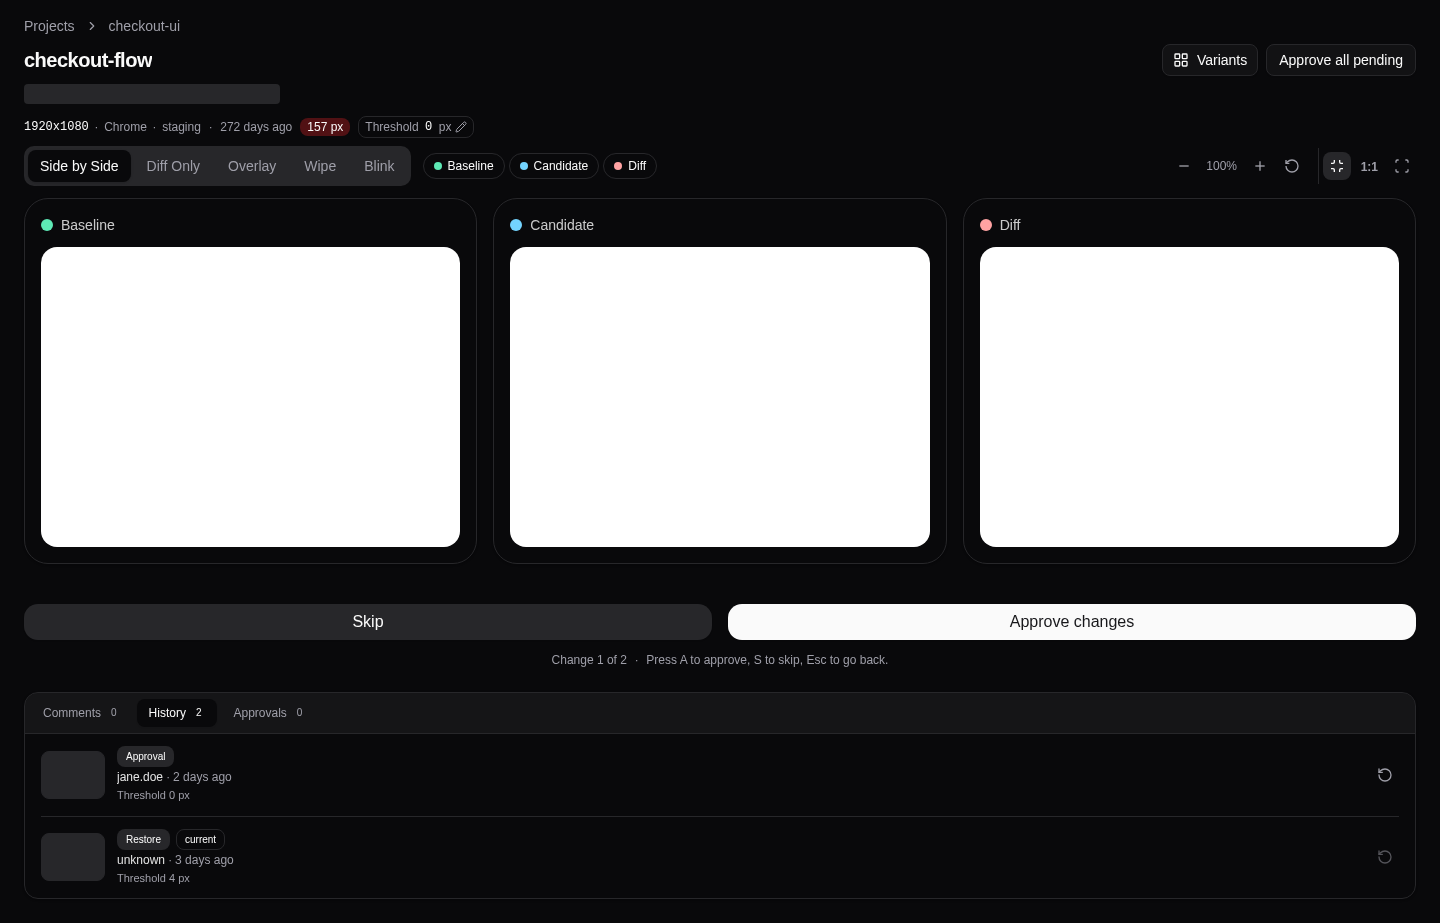 Projects > checkout-ui
checkout-flow
Variants
Approve all pending
1920x1080 · Chrome · staging · 272 days ago 157 px Threshold 0 px
Side by Side Diff Only Overlay Wipe Blink Baseline Candidate Diff 100% 1:1
Baseline
Candidate
Diff
Skip
Approve changes
Change 1 of 2 · Press A to approve, S to skip, Esc to go back.
Comments 0 History 2 Approvals 0
Approval
jane.doe · 2 days ago
Threshold 0 px
Restore current
unknown · 3 days ago
Threshold 4 px